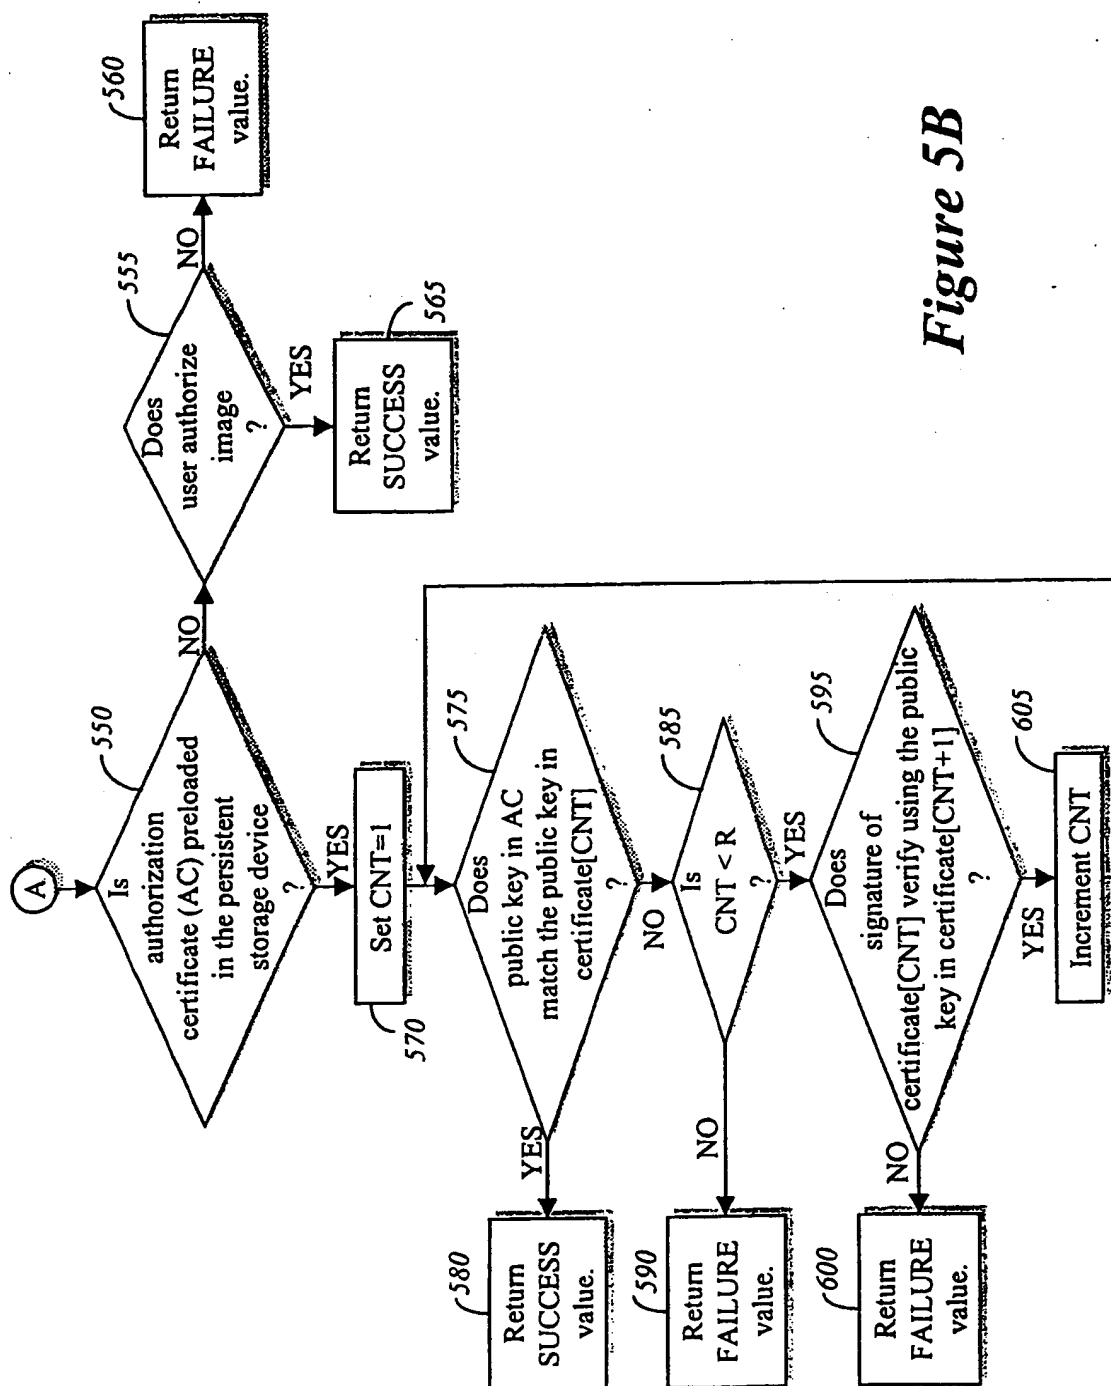 A
550
Is
authorization
certificate (AC) preloaded
in the persistent
storage device
?
NO
YES
555
Does
user authorize
image
?
NO
YES
560
Return
FAILURE
value.
565
Return
SUCCESS
value.
570
Set CNT=1
575
Does
public key in AC
match the public key in
certificate[CNT]
?
YES
NO
580
Return
SUCCESS
value.
585
Is
CNT < R
?
NO
YES
590
Return
FAILURE
value.
595
Does
signature of
certificate[CNT] verify using the public
key in certificate[CNT+1]
?
NO
YES
600
Return
FAILURE
value.
605
Increment CNT
Figure 5B